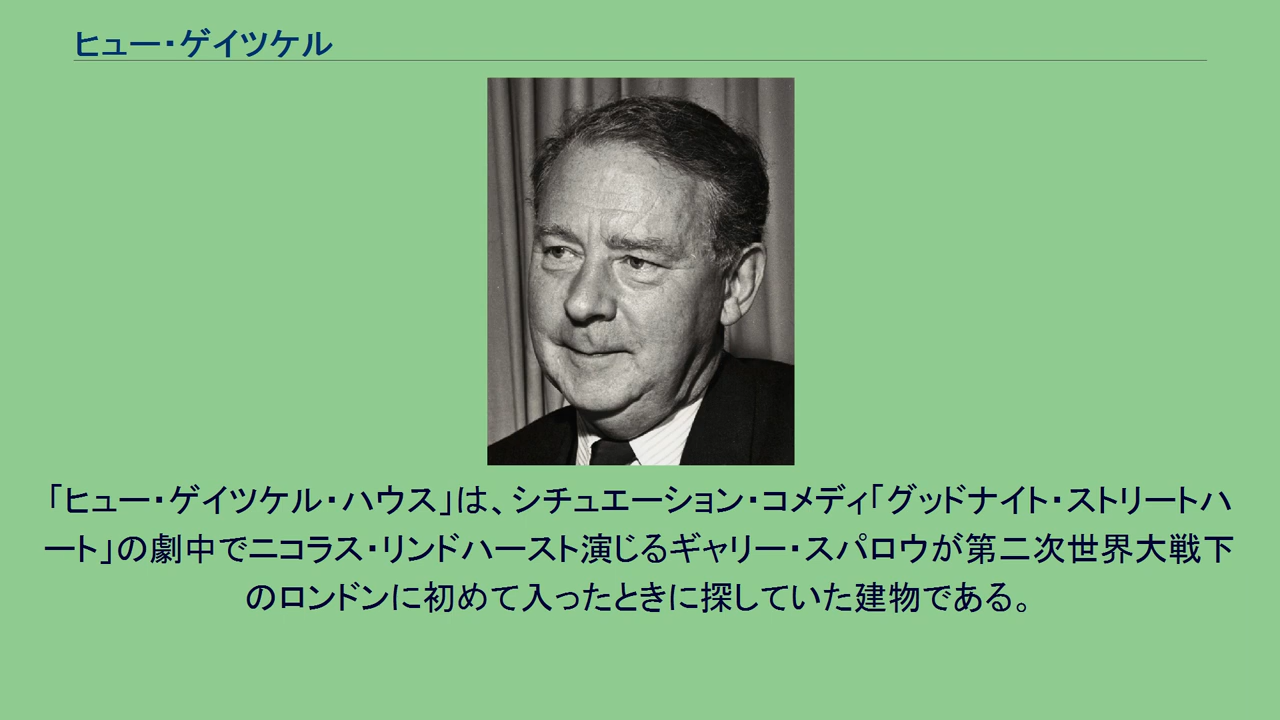 ヒュー・ゲイツケル
「ヒュー・ゲイツケル・ハウス」は、シチュエーション・コメディ「グッドナイト・ストリートハ
ート」の劇中でニコラス・リンドハースト演じるギャリー・スパロウが第二次世界大戦下
のロンドンに初めて入ったときに探していた建物である。